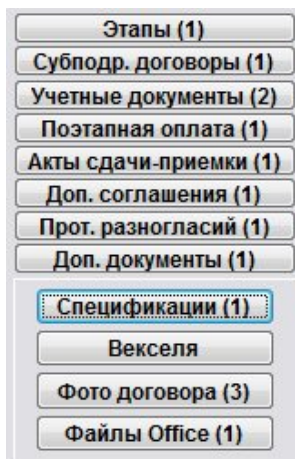 Этапы (1)
Субподр. договоры (1)
Учетные документы (2)
Поэтапная оплата (1)
Акты сдачи-приемки (1)
Доп. соглашения (1)
Прот. разногласий (1)
Доп. документы (1)
Спецификации (1)
Векселя
Фото договора (3)
Файлы Office (1)